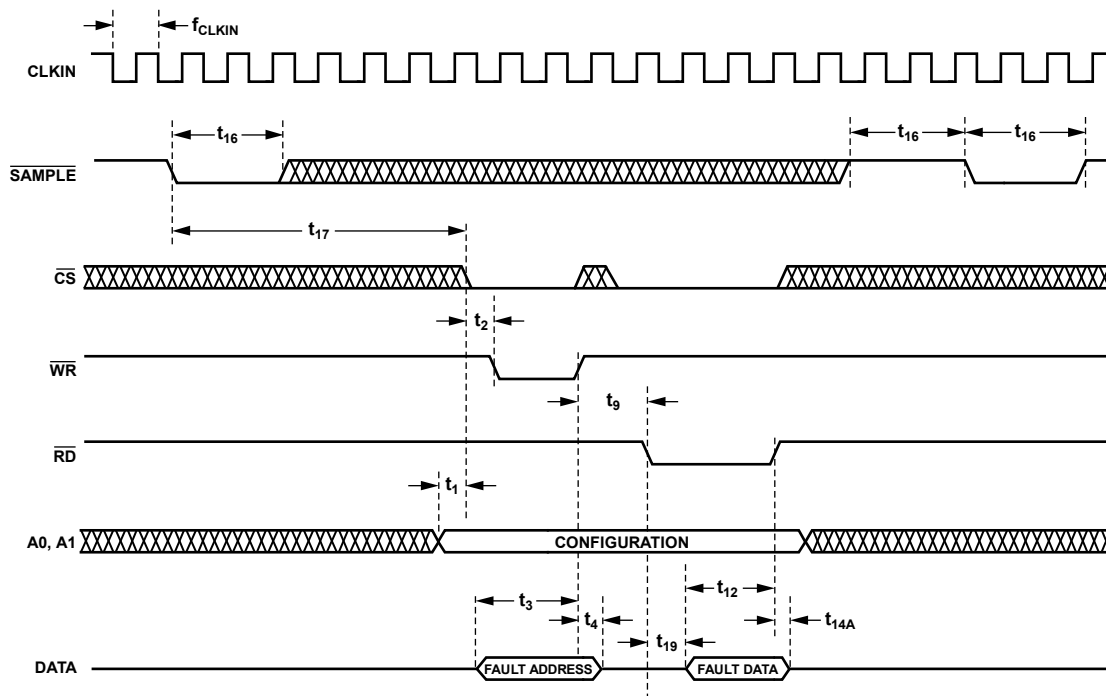 fCLKIN
CLKIN
t16 t16 t16
SAMPLE
t17
CS
t2
WR
t9
RD
t1
A0, A1 CONFIGURATION
t3 t12
t4 t19 t14A
DATA FAULT ADDRESS FAULT DATA